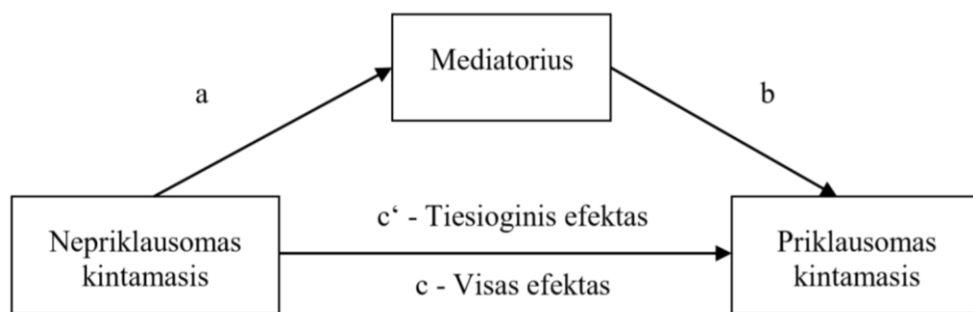 Mediatorius
a
b
Nepriklausomas
kintamasis
c‘ - Tiesioginis efektas
c - Visas efektas
Priklausomas
kintamasis